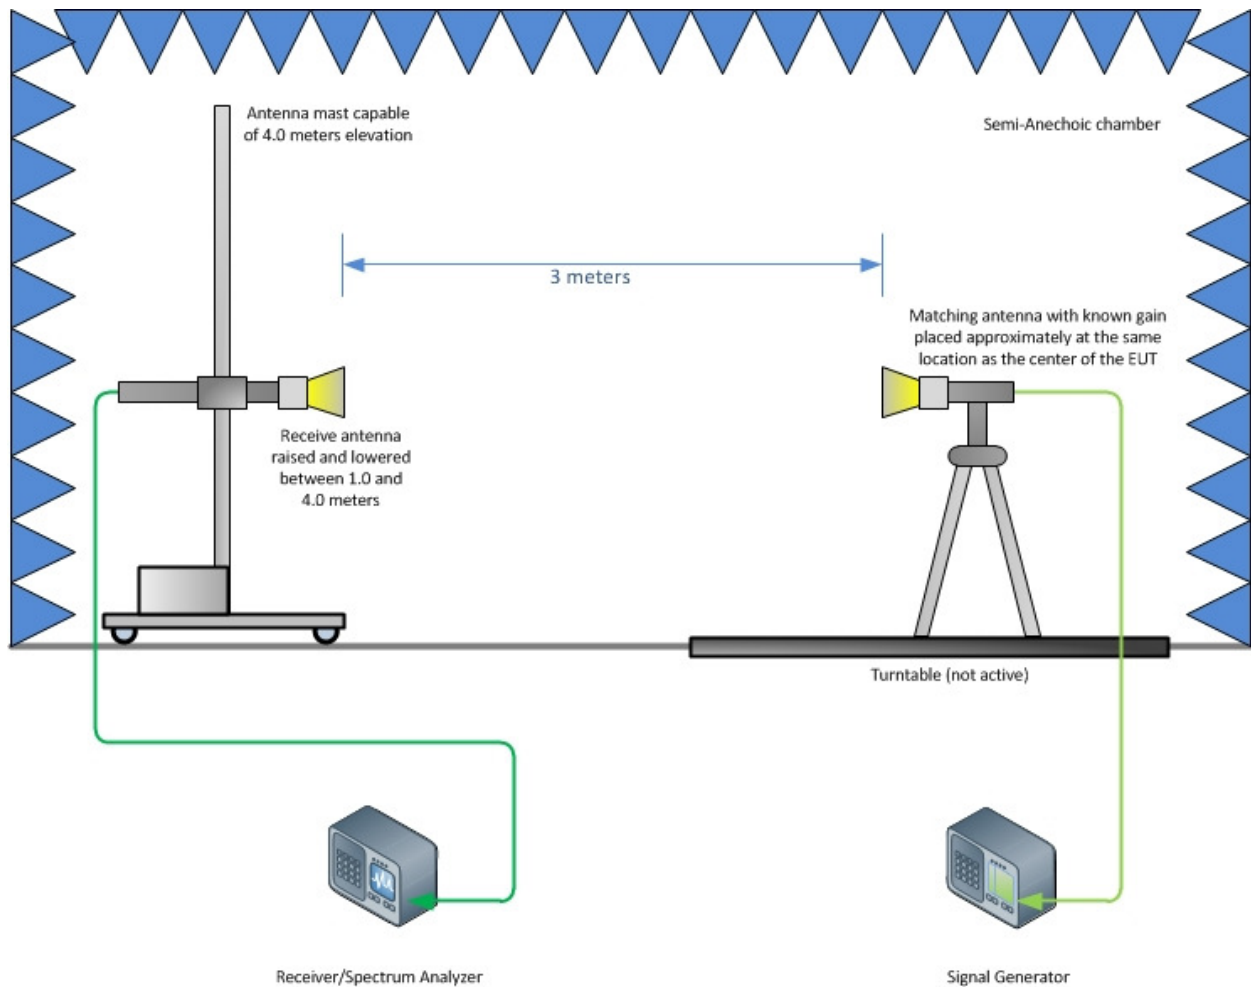 Antenna mast capable
of 4.0 meters elevation
Semi-Anechoic chamber
3 meters
Matching antenna with known gain
placed approximately at the same
location as the center of the EUT
Receive antenna
raised and lowered
between 1.0 and
4.0 meters
Turntable (not active)
Receiver/Spectrum Analyzer
Signal Generator